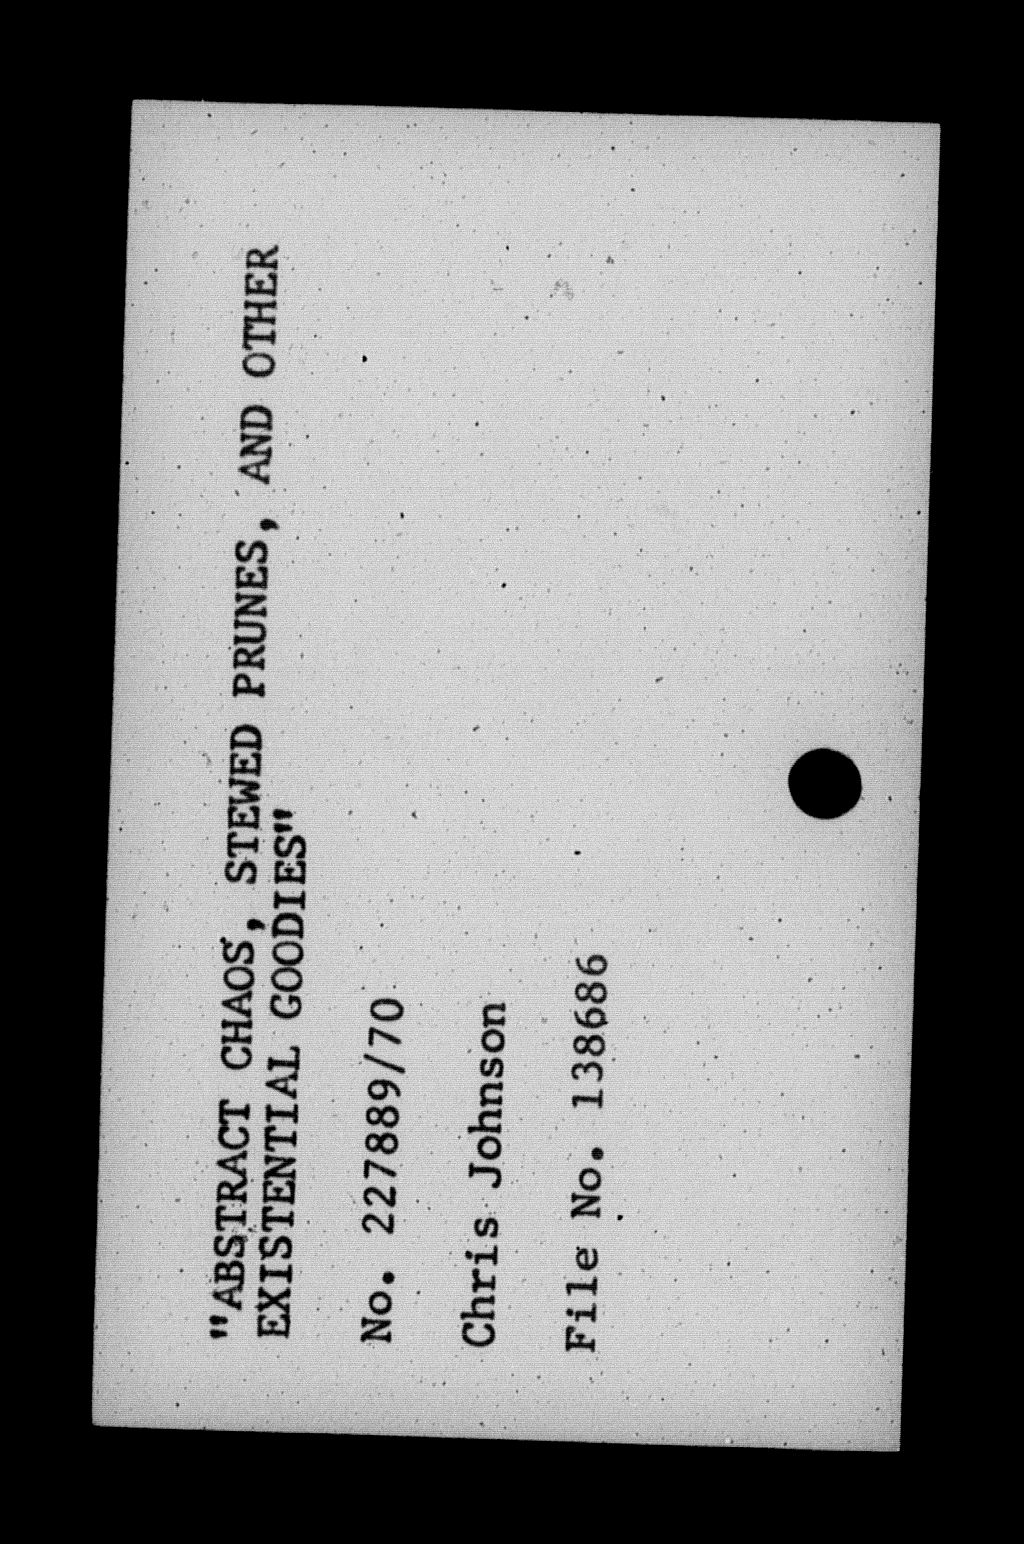 "ABSTRACT CHAOS, STEWED PRUNES, AND OTHER
EXISTENTIAL GOODIES"
No. 227889/70
Chris Johnson
File No. 138686